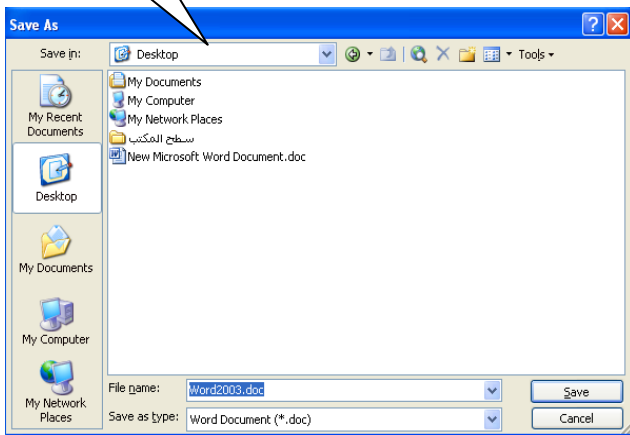 Save As
Save in:
Desktop
Tools
My Recent
Documents
Desktop
My Documents
My Computer
My Network
Places
My Documents
My Computer
My Network Places
سطح المكتب
New Microsoft Word Document.doc
File name:
Word2003.doc
Save
Save as type:
Word Document (*.doc)
Cancel